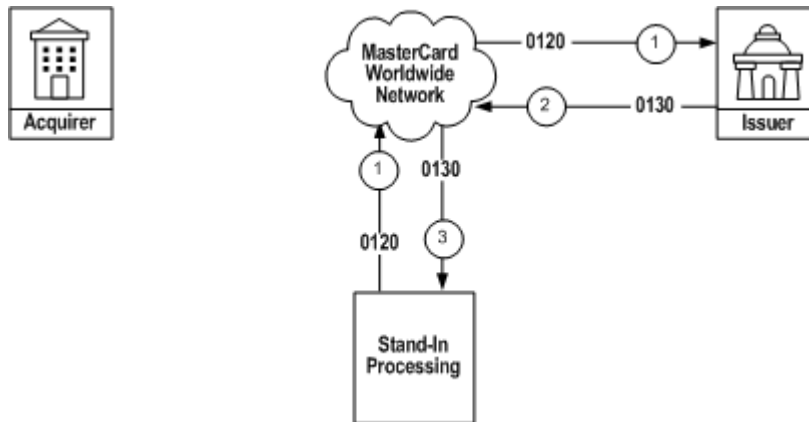 MasterCard
Worldwide
Network
0120
1
2
0130
Acquirer
Issuer
1
0130
0120
3
Stand-In
Processing